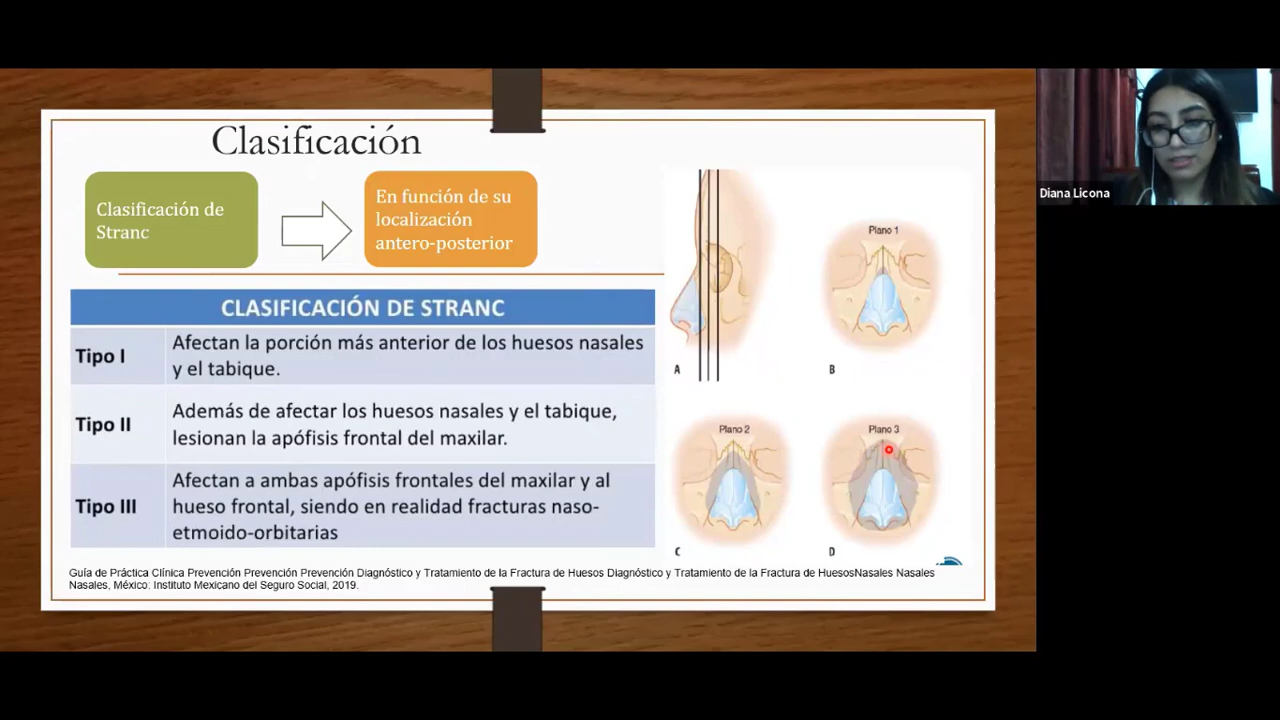 Clasificación
Clasificación de
Stranc
En función de su
localización
antero-posterior
CLASIFICACIÓN DE STRANC
Tipo I
Afectan la porción más anterior de los huesos nasales
y el tabique.
Tipo II
Además de afectar los huesos nasales y el tabique,
lesionan la apófisis frontal del maxilar.
Tipo III
Afectan a ambas apófisis frontales del maxilar y al
hueso frontal, siendo en realidad fracturas naso-
etmoido-orbitarias
A
Plano 1
B
Plano 2
C
Plano 3
D
Guía de Práctica Clínica Prevención Prevención Prevención Diagnóstico y Tratamiento de la Fractura de Huesos Diagnóstico y Tratamiento de la Fractura de HuesosNasales Nasales
Nasales, México: Instituto Mexicano del Seguro Social, 2019.
Diana Licona